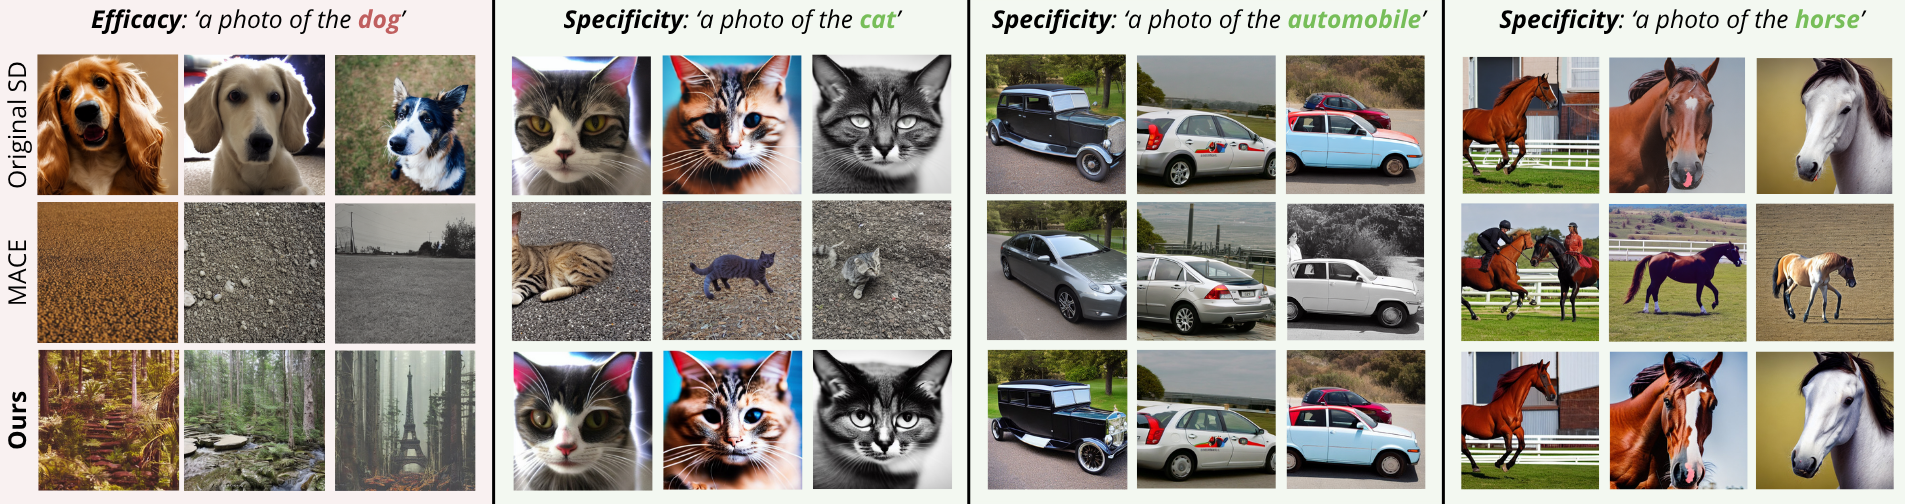 Efficacy: ‘a photo of the dog’
Specificity: ‘a photo of the cat’
Specificity: ‘a photo of the automobile’
Specificity: ‘a photo of the horse’
Original SD
MACE
Ours